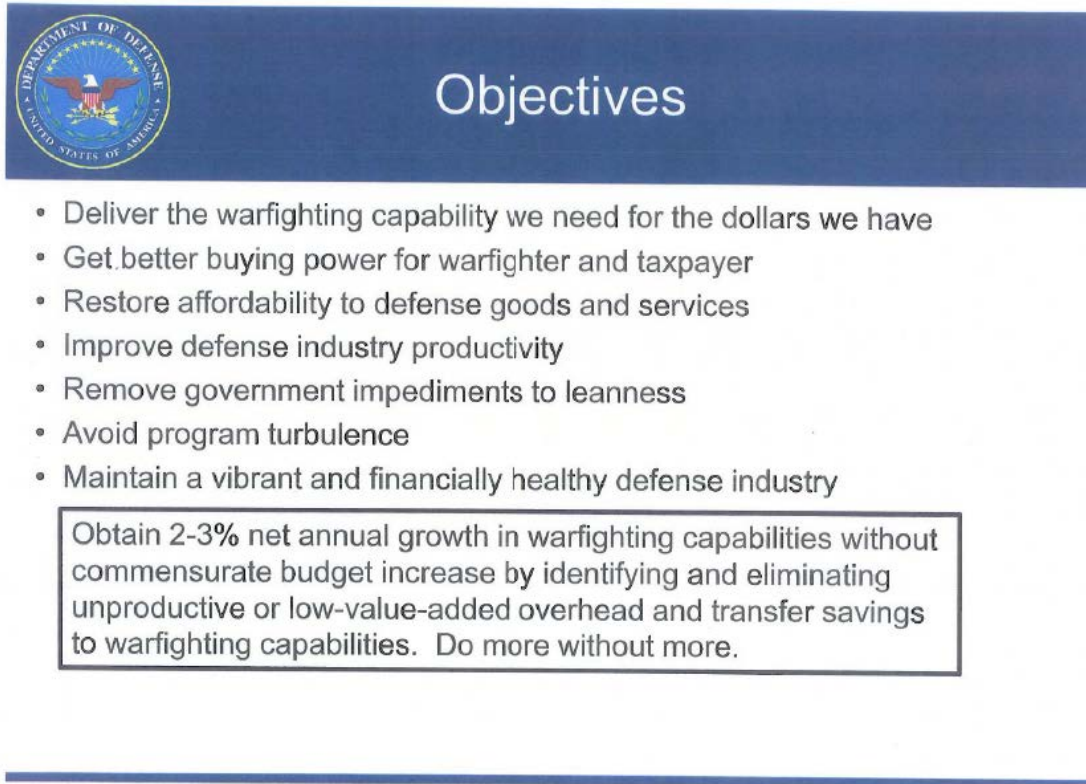 DEPARTMENT OF DEFENSE
UNITED STATES OF AMERICA
Objectives
• Deliver the warfighting capability we need for the dollars we have
• Get better buying power for warfighter and taxpayer
• Restore affordability to defense goods and services
• Improve defense industry productivity
• Remove government impediments to leanness
• Avoid program turbulence
• Maintain a vibrant and financially healthy defense industry
Obtain 2-3% net annual growth in warfighting capabilities without
commensurate budget increase by identifying and eliminating
unproductive or low-value-added overhead and transfer savings
to warfighting capabilities.  Do more without more.